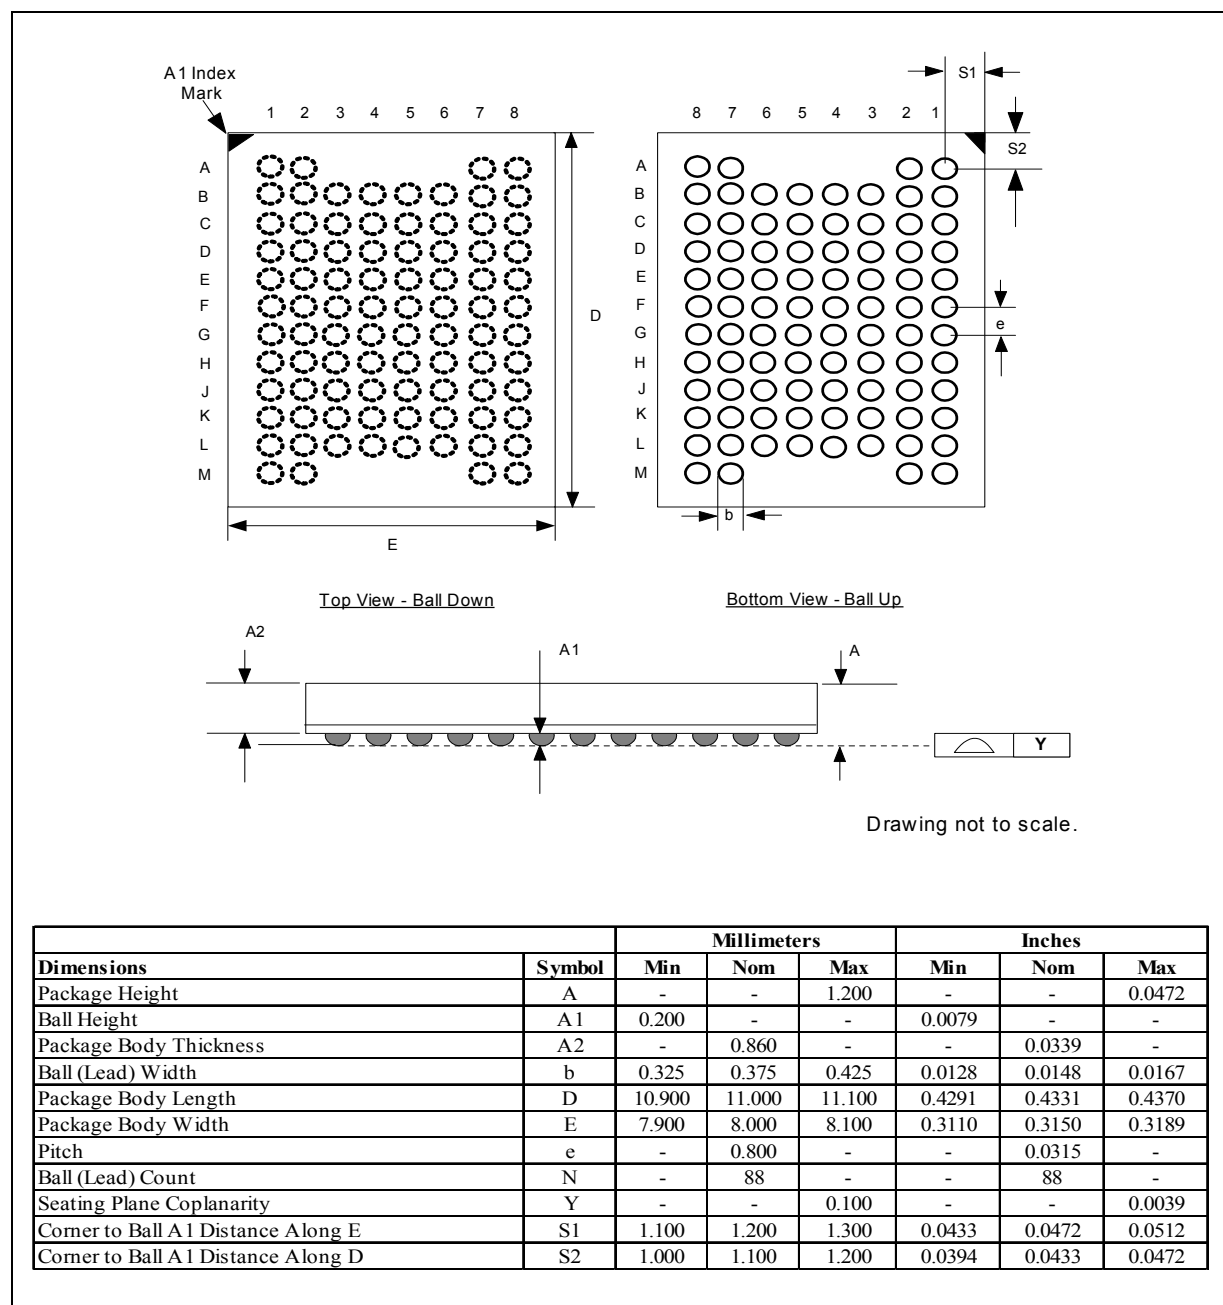 A1 Index
Mark
1 2 3 4 5 6 7 8
A
B
C
D
E
F
G
H
J
K
L
M
D
E
S1
8 7 6 5 4 3 2 1
S2
A
B
C
D
E
F
G
H
J
K
L
M
e
b
Top View - Ball Down
Bottom View - Ball Up
A2
A1
A
Y
Drawing not to scale.
Millimeters Inches
Dimensions Symbol Min Nom Max Min Nom Max
Package Height A - - 1.200 - - 0.0472
Ball Height A1 0.200 - - 0.0079 - -
Package Body Thickness A2 - 0.860 - - 0.0339 -
Ball (Lead) Width b 0.325 0.375 0.425 0.0128 0.0148 0.0167
Package Body Length D 10.900 11.000 11.100 0.4291 0.4331 0.4370
Package Body Width E 7.900 8.000 8.100 0.3110 0.3150 0.3189
Pitch e - 0.800 - - 0.0315 -
Ball (Lead) Count N - 88 - - 88 -
Seating Plane Coplanarity Y - - 0.100 - - 0.0039
Corner to Ball A1 Distance Along E S1 1.100 1.200 1.300 0.0433 0.0472 0.0512
Corner to Ball A1 Distance Along D S2 1.000 1.100 1.200 0.0394 0.0433 0.0472